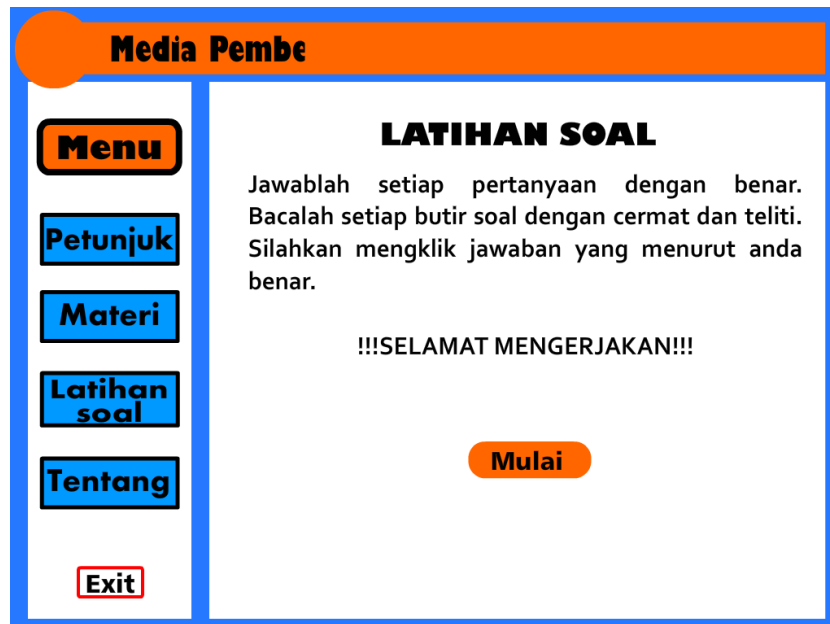 Media Pembe
Menu
Petunjuk
Materi
Latihan
soal
Tentang
Exit
LATIHAN SOAL
Jawablah setiap pertanyaan dengan benar.
Bacalah setiap butir soal dengan cermat dan teliti.
Silahkan mengklik jawaban yang menurut anda
benar.
!!!SELAMAT MENGERJAKAN!!!
Mulai